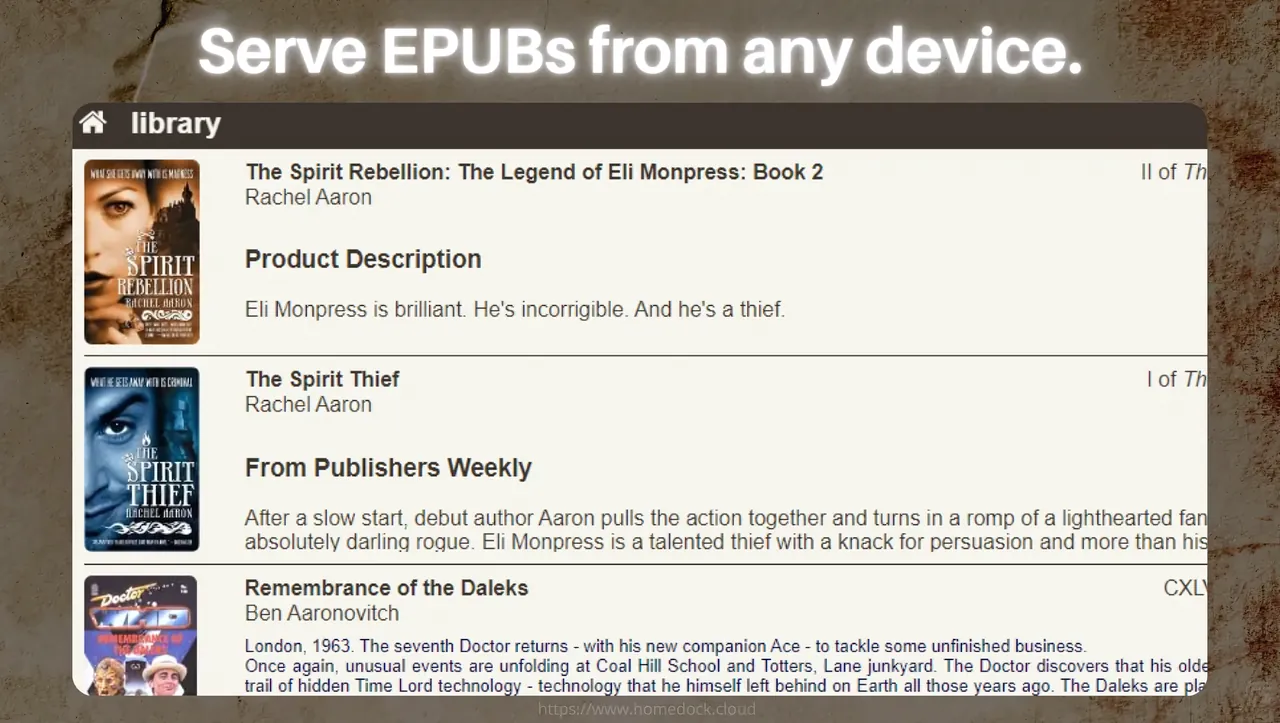 Serve EPUBs from any device.
library
WHAT SHE GETS AWAY WITH IS MADNESS
THE
SPIRIT
REBELLION
RACHEL AARON
The Spirit Rebellion: The Legend of Eli Monpress: Book 2
II of Th
Rachel Aaron
Product Description
Eli Monpress is brilliant. He's incorrigible. And he's a thief.
WHAT HE GETS AWAY WITH IS CRIMINAL
THE
SPIRIT
THIEF
RACHEL AARON
The Spirit Thief
I of Th
Rachel Aaron
From Publishers Weekly
After a slow start, debut author Aaron pulls the action together and turns in a romp of a lighthearted fan
absolutely darling rogue. Eli Monpress is a talented thief with a knack for persuasion and more than his
Doctor
WHO
REMEMBRANCE OF
THE DALEKS
Remembrance of the Daleks
CXLV
Ben Aaronovitch
London, 1963. The seventh Doctor returns - with his new companion Ace - to tackle some unfinished business.
Once again, unusual events are unfolding at Coal Hill School and Totters, Lane junkyard. The Doctor discovers that his olde
trail of hidden Time Lord technology - technology that he himself left behind on Earth all those years ago. The Daleks are pla
https://www.homedock.cloud